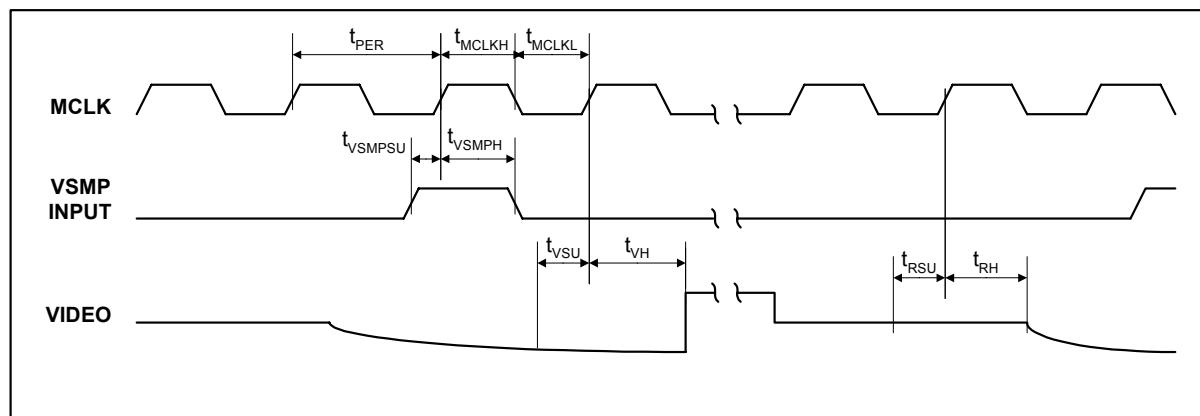 tPER tMCLKH tMCLKL
MCLK
tVSMPSU tVSMPH
VSMP
INPUT
tVSU tVH
tRSU tRH
VIDEO